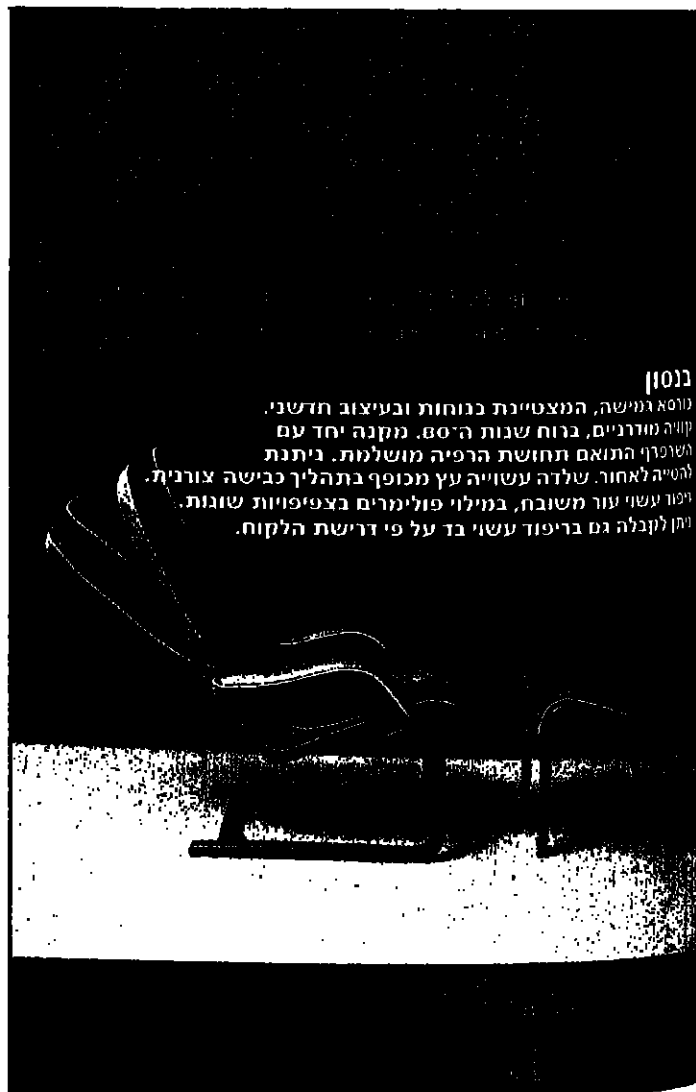 בנסון
כורסא גמישה, המצטיינת בנוחות ובעיצוב חדשני.
קוויה מודרניים, ברוח שנות ה־80. מקנה יחד עם
השרפרף התואם תחושת הרפיה מושלמת. ניתנת
להטייה לאחור. שלדה עשוייה עץ מכופף בתהליך כבישה צורנית.
ריפוד עשוי עור משובח, במילוי פולימרים בצפיפויות שונות.
ניתן לקבלה גם בריפוד עשוי בד על פי דרישת הלקוח.